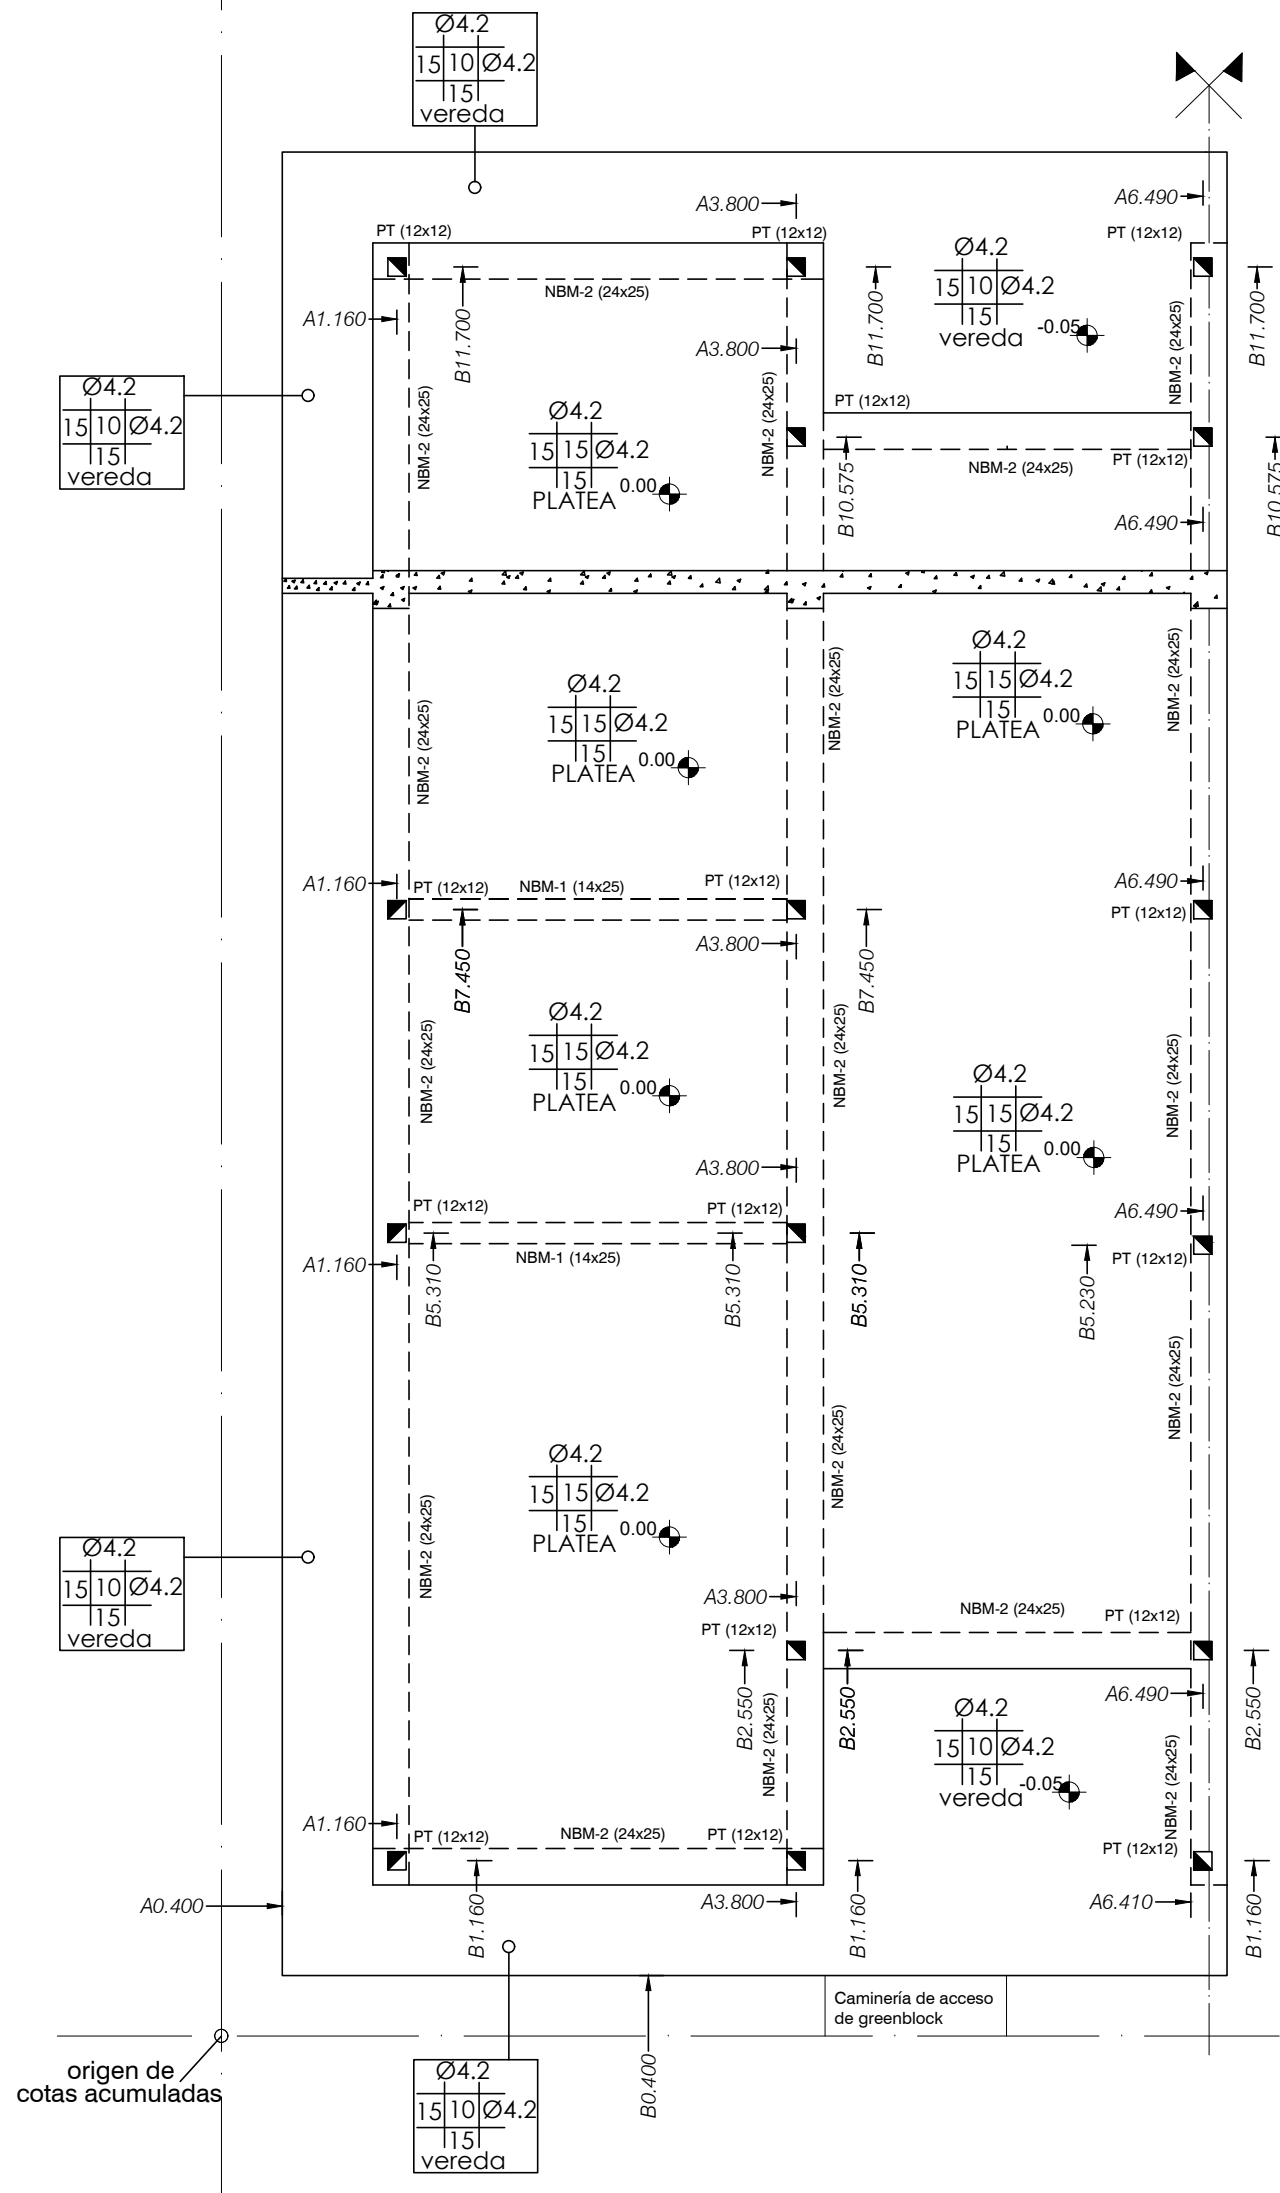 Ø4.2
15 10 Ø4.2
15
vereda
A3.800
A6.490
PT (12x12)
PT (12x12)
PT (12x12)
NBM-2 (24x25)
A1.160
B11.700
A3.800
Ø4.2
15 10 Ø4.2
15
vereda
-0.05
B11.700
NBM-2 (24x25)
B11.700
Ø4.2
15 10 Ø4.2
15
vereda
NBM-2 (24x25)
Ø4.2
15 15 Ø4.2
15
PLATEA
0.00
NBM-2 (24x25)
PT (12x12)
NBM-2 (24x25)
PT (12x12)
B10.575
A6.490
B10.575
NBM-2 (24x25)
Ø4.2
15 15 Ø4.2
15
PLATEA
0.00
NBM-2 (24x25)
Ø4.2
15 15 Ø4.2
15
PLATEA
0.00
NBM-2 (24x25)
A1.160
PT (12x12)
NBM-1 (14x25)
PT (12x12)
A6.490
PT (12x12)
B7.450
A3.800
B7.450
NBM-2 (24x25)
Ø4.2
15 15 Ø4.2
15
PLATEA
0.00
NBM-2 (24x25)
Ø4.2
15 15 Ø4.2
15
PLATEA
0.00
NBM-2 (24x25)
A3.800
PT (12x12)
PT (12x12)
A6.490
NBM-1 (14x25)
PT (12x12)
A1.160
B5.310
B5.310
B5.310
B5.230
NBM-2 (24x25)
Ø4.2
15 15 Ø4.2
15
PLATEA
0.00
NBM-2 (24x25)
NBM-2 (24x25)
Ø4.2
15 10 Ø4.2
15
vereda
A3.800
PT (12x12)
NBM-2 (24x25)
PT (12x12)
B2.550
B2.550
A6.490
B2.550
NBM-2 (24x25)
Ø4.2
15 10 Ø4.2
15
vereda
-0.05
NBM-2 (24x25)
A1.160
PT (12x12)
NBM-2 (24x25)
PT (12x12)
PT (12x12)
A0.400
B1.160
A3.800
B1.160
A6.410
B1.160
Caminería de acceso
de greenblock
B0.400
origen de
cotas acumuladas
Ø4.2
15 10 Ø4.2
15
vereda